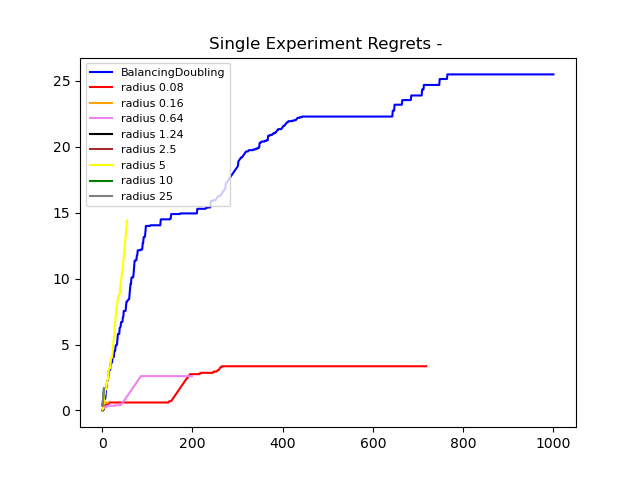 Single Experiment Regrets -
BalancingDoubling
radius 0.08
radius 0.16
radius 0.64
radius 1.24
radius 2.5
radius 5
radius 10
radius 25
25
20
15
10
5
0
0 200 400 600 800 1000